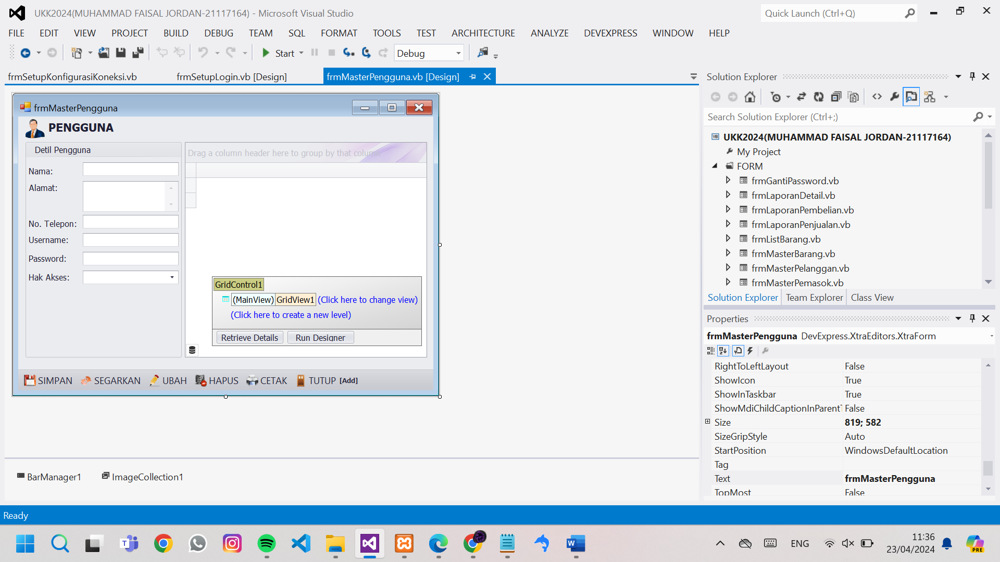 UKK2024(MUHAMMAD FAISAL JORDAN-21117164) - Microsoft Visual Studio
Quick Launch (Ctrl+Q)
FILE EDIT VIEW PROJECT BUILD DEBUG TEAM SQL FORMAT TOOLS TEST ARCHITECTURE ANALYZE DEVEXPRESS WINDOW HELP
Start Debug
frmSetupKonfigurasiKoneksi.vb frmSetupLogin.vb [Design] frmMasterPengguna.vb [Design]
frmMasterPengguna
PENGGUNA
Detil Pengguna
Nama:
Alamat:
No. Telepon:
Username:
Password:
Hak Akses:
Drag a column header here to group by that column
GridControl1
(MainView) GridView1 (Click here to change view)
(Click here to create a new level)
Retrieve Details Run Designer
SIMPAN SEGARKAN UBAH HAPUS CETAK TUTUP [Add]
BarManager1 ImageCollection1
Solution Explorer
Search Solution Explorer (Ctrl+;)
UKK2024(MUHAMMAD FAISAL JORDAN-21117164)
My Project
FORM
frmGantiPassword.vb
frmLaporanDetail.vb
frmLaporanPembelian.vb
frmLaporanPenjualan.vb
frmListBarang.vb
frmMasterBarang.vb
frmMasterPelanggan.vb
frmMasterPemasok.vb
Solution Explorer Team Explorer Class View
Properties
frmMasterPengguna DevExpress.XtraEditors.XtraForm
RightToLeftLayout False
ShowIcon True
ShowInTaskbar True
ShowMdiChildCaptionInParentT False
Size 819; 582
SizeGripStyle Auto
StartPosition WindowsDefaultLocation
Tag
Text frmMasterPengguna
TopMost False
Ready
ENG
11:36
23/04/2024
PRE